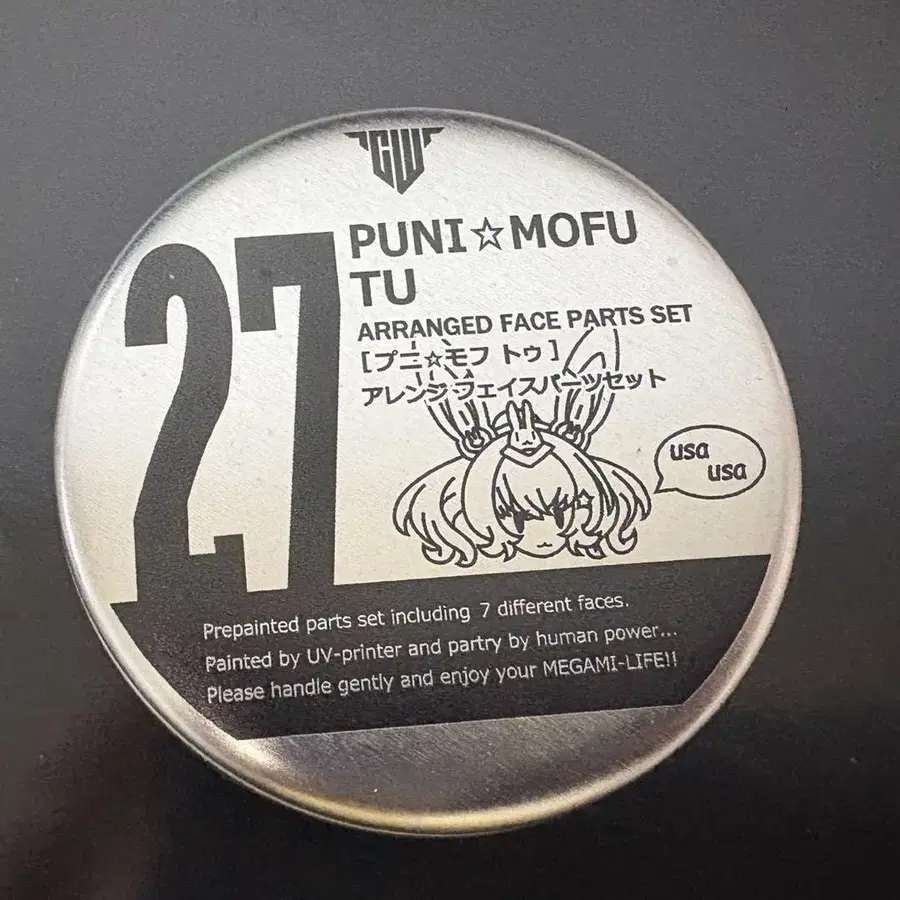 CW
27
PUNI☆MOFU
TU
ARRANGED FACE PARTS SET
[プニ☆モフ トゥ]
アレンジフェイスパーツセット
usa
usa
Prepainted parts set including 7 different faces.
Painted by UV-printer and partry by human power...
Please handle gently and enjoy your MEGAMI-LIFE!!